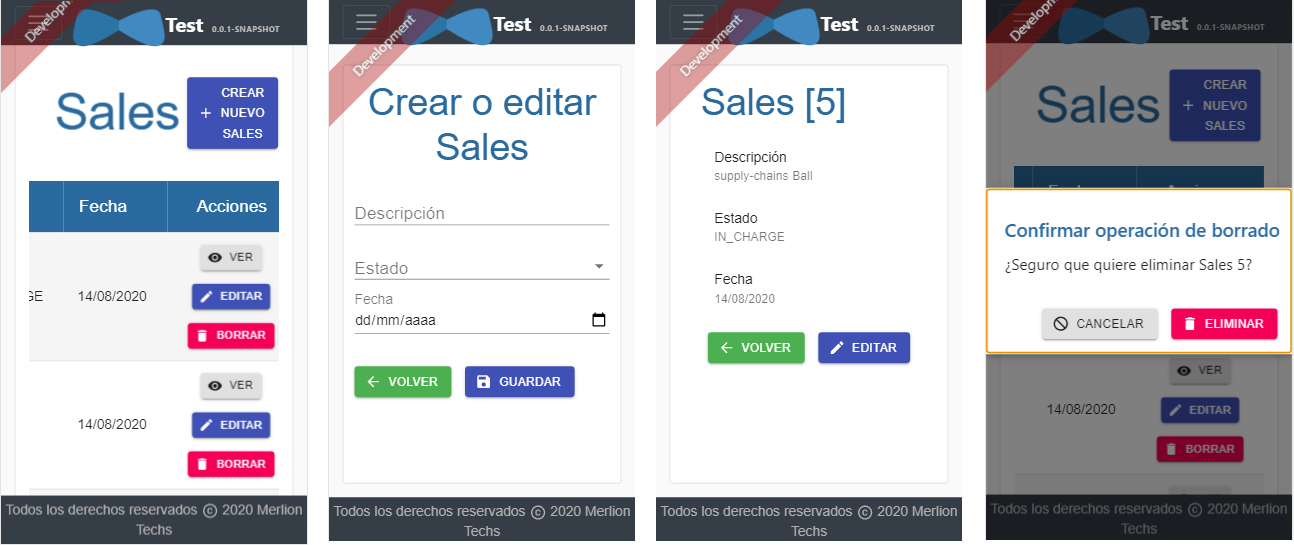 Development
Test 0.0.1-SNAPSHOT
Sales
CREAR
NUEVO
SALES
Fecha
Acciones
VER
GE
14/08/2020
EDITAR
BORRAR
VER
14/08/2020
EDITAR
BORRAR
Todos los derechos reservados © 2020 Merlion
Techs
Development
Test 0.0.1-SNAPSHOT
Crear o editar
Sales
Descripción
Estado
Fecha
dd/mm/aaaa
VOLVER
GUARDAR
Todos los derechos reservados © 2020 Merlion
Techs
Development
Test 0.0.1-SNAPSHOT
Sales [5]
Descripción
supply-chains Ball
Estado
IN_CHARGE
Fecha
14/08/2020
VOLVER
EDITAR
Todos los derechos reservados © 2020 Merlion
Techs
Development
Test 0.0.1-SNAPSHOT
Sales
CREAR
NUEVO
SALES
Confirmar operación de borrado
¿Seguro que quiere eliminar Sales 5?
CANCELAR
ELIMINAR
VER
14/08/2020
EDITAR
BORRAR
Todos los derechos reservados © 2020 Merlion
Techs